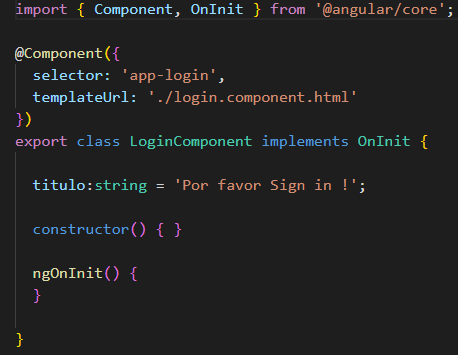 import { Component, OnInit } from '@angular/core';
@Component({
selector: 'app-login',
templateUrl: './login.component.html'
})
export class LoginComponent implements OnInit {
titulo:string = 'Por favor Sign in !';
constructor() { }
ngOnInit() {
}
}